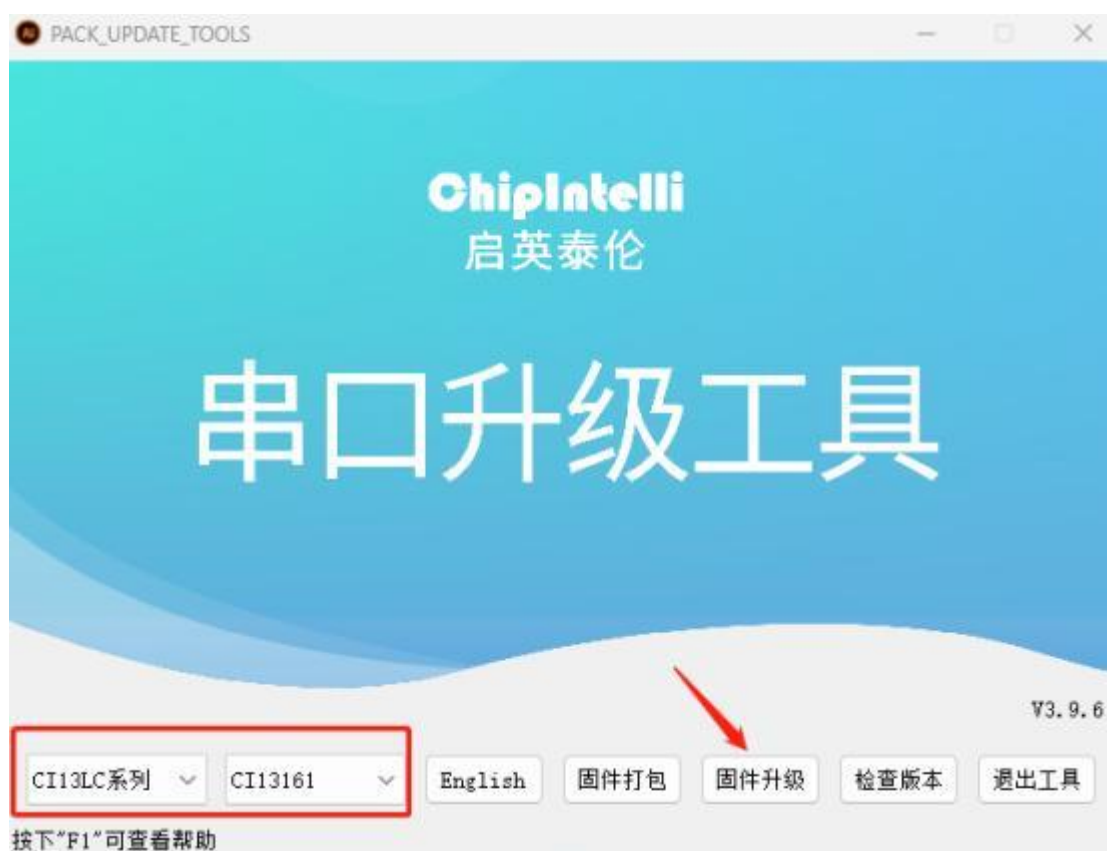 PACK_UPDATE_TOOLS
ChipIntelli
启英泰伦
串口升级工具
V3.9.6
CI13LC系列 CI13161 English 固件打包 固件升级 检查版本 退出工具
按下"F1"可查看帮助